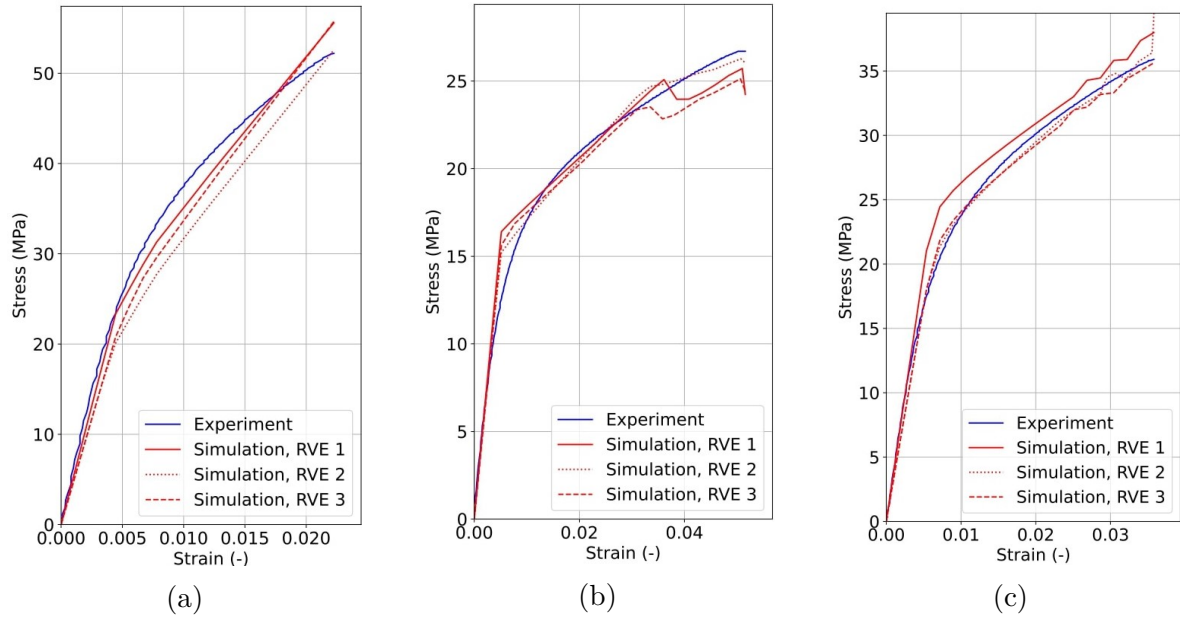 Stress (MPa)
50
40
30
20
10
0
0.000 0.005 0.010 0.015 0.020
Strain (-)
Experiment
Simulation, RVE 1
Simulation, RVE 2
Simulation, RVE 3
(a)
Stress (MPa)
25
20
15
10
5
0
0.00 0.02 0.04
Strain (-)
Experiment
Simulation, RVE 1
Simulation, RVE 2
Simulation, RVE 3
(b)
Stress (MPa)
35
30
25
20
15
10
5
0
0.00 0.01 0.02 0.03
Strain (-)
Experiment
Simulation, RVE 1
Simulation, RVE 2
Simulation, RVE 3
(c)